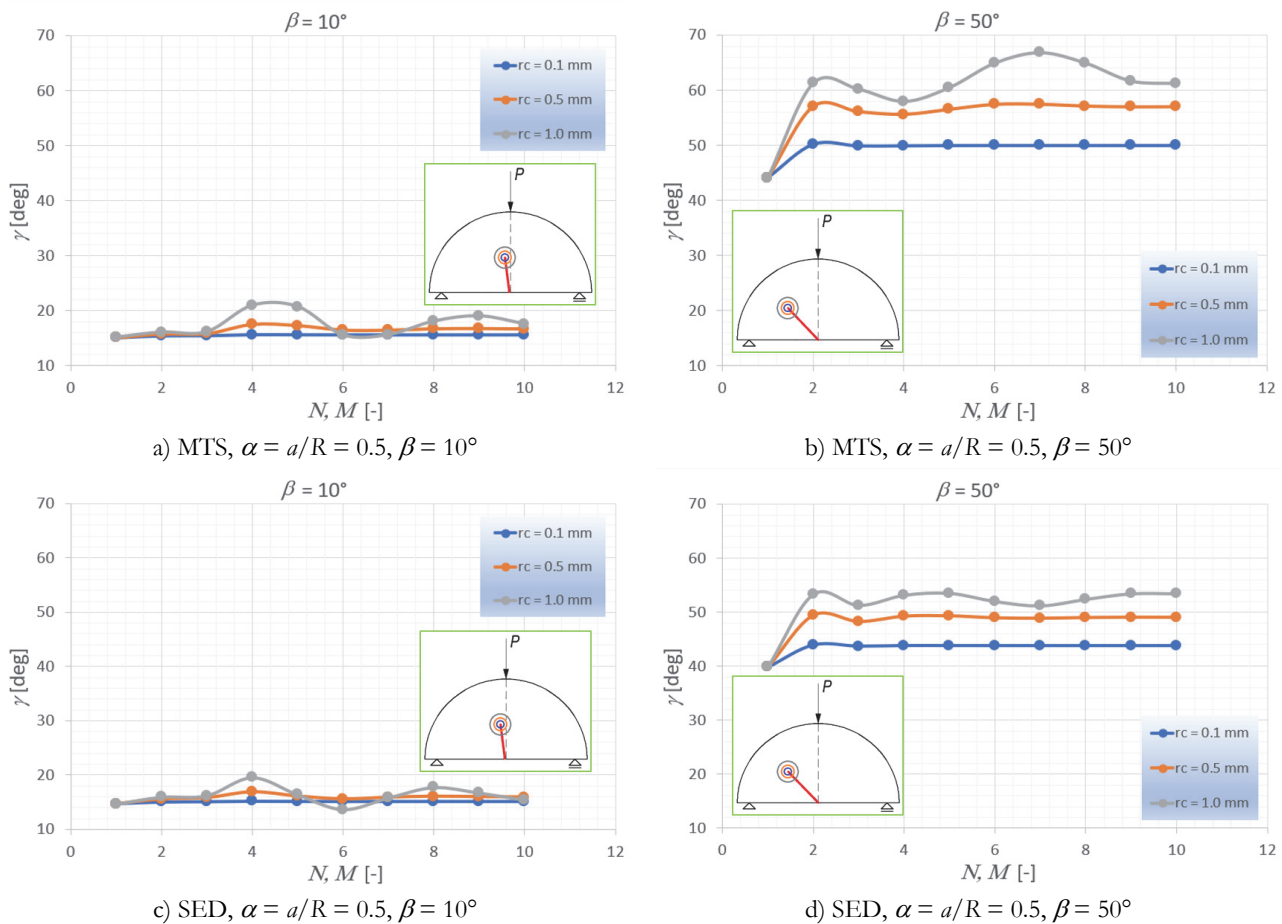 β = 10°
70
60
50
40
30
20
10
γ [deg]
rc = 0.1 mm
rc = 0.5 mm
rc = 1.0 mm
P
0 2 4 6 8 10 12
N, M [-]
a) MTS, α = a/R = 0.5, β = 10°
β = 50°
70
60
50
40
30
20
10
γ [deg]
P
rc = 0.1 mm
rc = 0.5 mm
rc = 1.0 mm
0 2 4 6 8 10 12
N, M [-]
b) MTS, α = a/R = 0.5, β = 50°
β = 10°
70
60
50
40
30
20
10
γ [deg]
rc = 0.1 mm
rc = 0.5 mm
rc = 1.0 mm
P
0 2 4 6 8 10 12
N, M [-]
c) SED, α = a/R = 0.5, β = 10°
β = 50°
70
60
50
40
30
20
10
γ [deg]
P
rc = 0.1 mm
rc = 0.5 mm
rc = 1.0 mm
0 2 4 6 8 10 12
N, M [-]
d) SED, α = a/R = 0.5, β = 50°